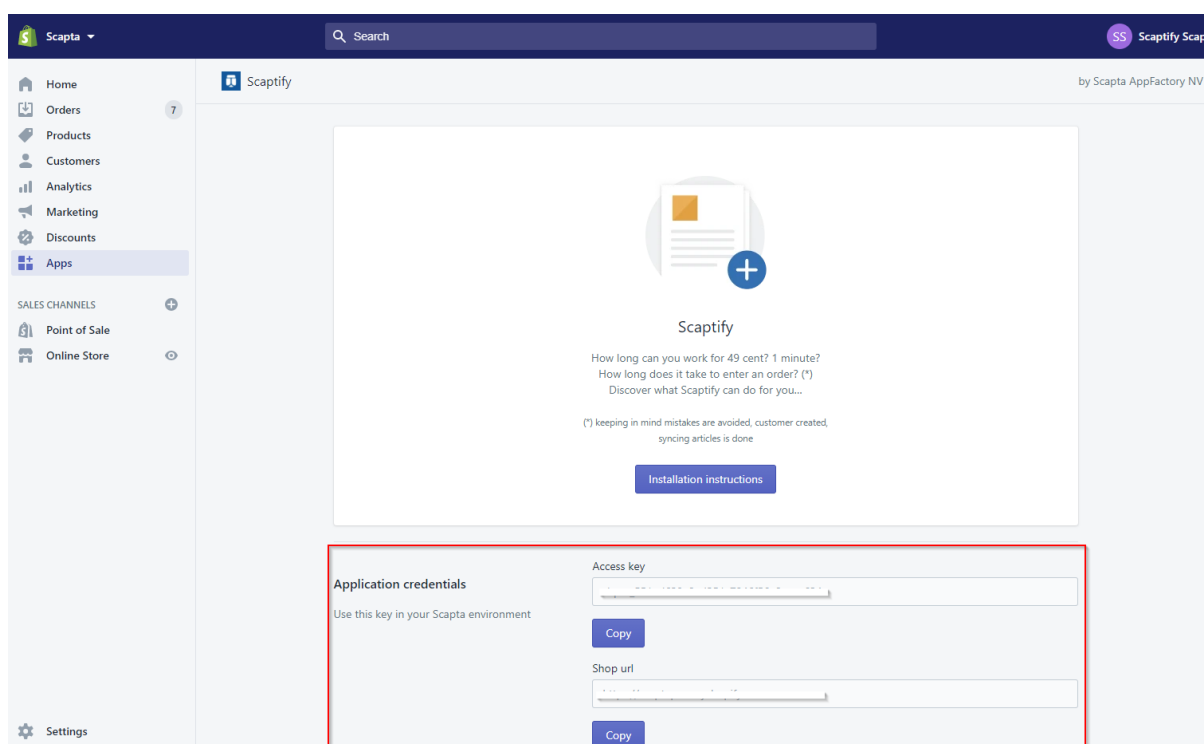 Scapta
Search
SS
Scaptify
Home
Orders
7
Products
Customers
Analytics
Marketing
Discounts
Apps
SALES CHANNELS
Point of Sale
Online Store
Settings
Scaptify
by Scapta AppFactory NV
Scaptify
How long can you work for 49 cent? 1 minute?
How long does it take to enter an order? (*)
Discover what Scaptify can do for you...
(*) keeping in mind mistakes are avoided, customer created,
syncing articles is done
Installation instructions
Application credentials
Use this key in your Scapta environment
Access key
Copy
Shop url
Copy